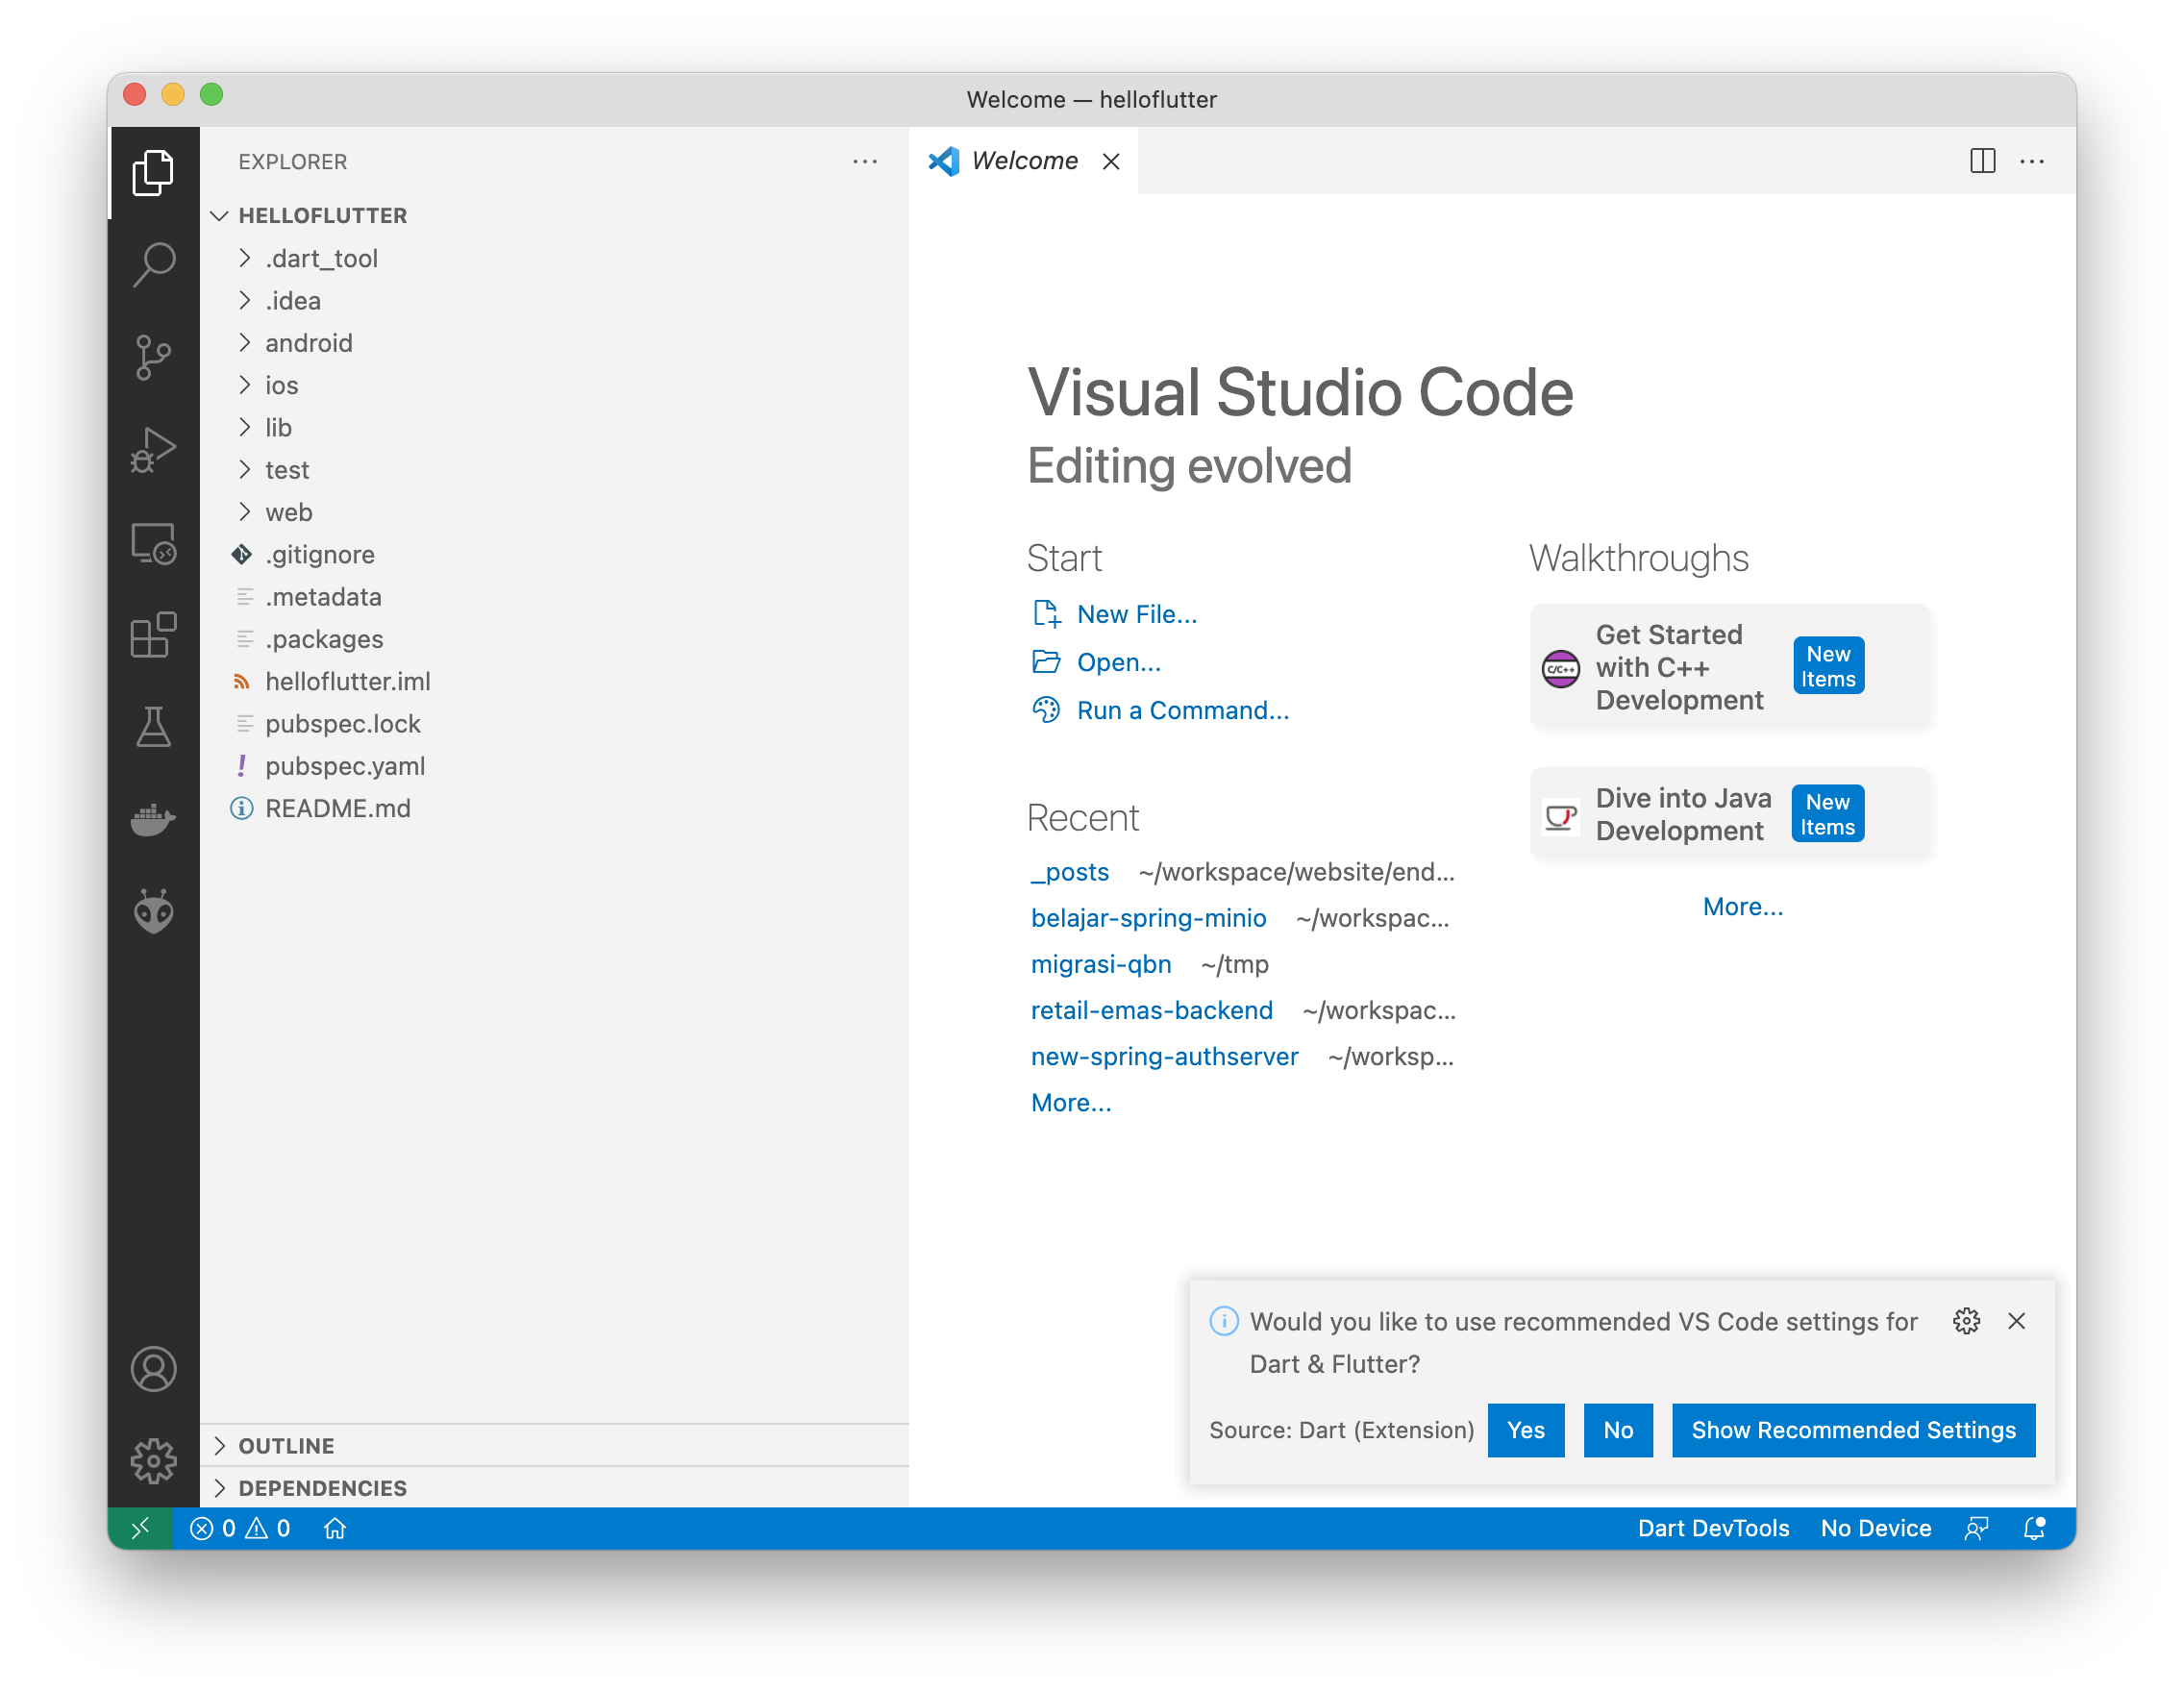 Welcome — helloflutter
EXPLORER
HELLOFLUTTER
.dart_tool
.idea
android
ios
lib
test
web
.gitignore
.metadata
.packages
helloflutter.iml
pubspec.lock
pubspec.yaml
README.md
OUTLINE
DEPENDENCIES
Welcome
Visual Studio Code
Editing evolved
Start
New File...
Open...
Run a Command...
Recent
_posts ~/workspace/website/end...
belajar-spring-minio ~/workspac...
migrasi-qbn ~/tmp
retail-emas-backend ~/workspac...
new-spring-authserver ~/worksp...
More...
Walkthroughs
C/C++
Get Started
with C++
Development
New
Items
Dive into Java
Development
New
Items
More...
Would you like to use recommended VS Code settings for
Dart & Flutter?
Source: Dart (Extension) Yes No Show Recommended Settings
0 0 Dart DevTools No Device